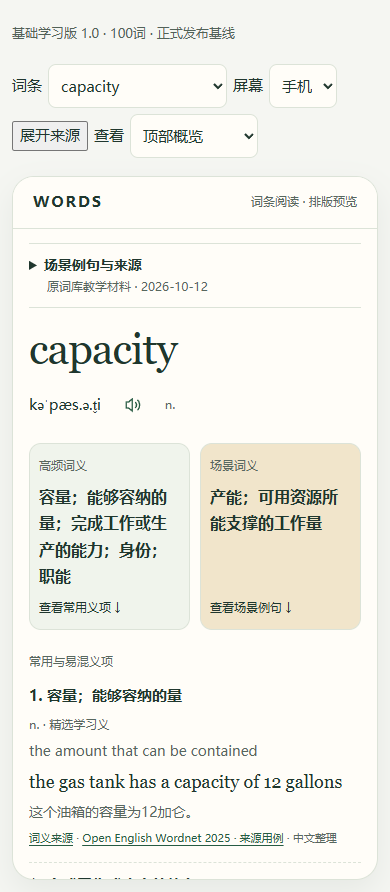 基础学习版 1.0 · 100词 · 正式发布基线
词条 capacity 屏幕 手机
展开来源 查看 顶部概览
WORDS 词条阅读 · 排版预览
▶ 场景例句与来源
原词库教学材料 · 2026-10-12
capacity
kəˈpæs.ə.t̬i n.
高频词义
容量；能够容纳的
量；完成工作或生
产的能力；身份；
职能
查看常用义项↓
场景词义
产能；可用资源所
能支撑的工作量
查看场景例句↓
常用与易混义项
1. 容量；能够容纳的量
n. · 精选学习义
the amount that can be contained
the gas tank has a capacity of 12 gallons
这个油箱的容量为12加仑。
词义来源 · Open English Wordnet 2025 · 来源用例 · 中文整理